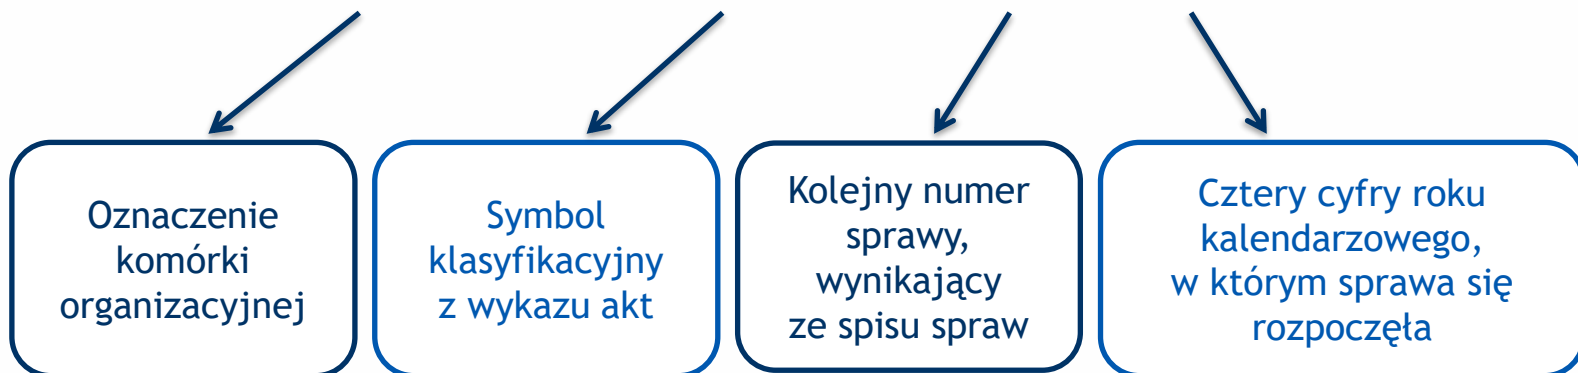 Oznaczenie
komórki
organizacyjnej
Symbol
klasyfikacyjny
z wykazu akt
Kolejny numer
sprawy,
wynikający
ze spisu spraw
Cztery cyfry roku
kalendarzowego,
w którym sprawa się
rozpoczęła